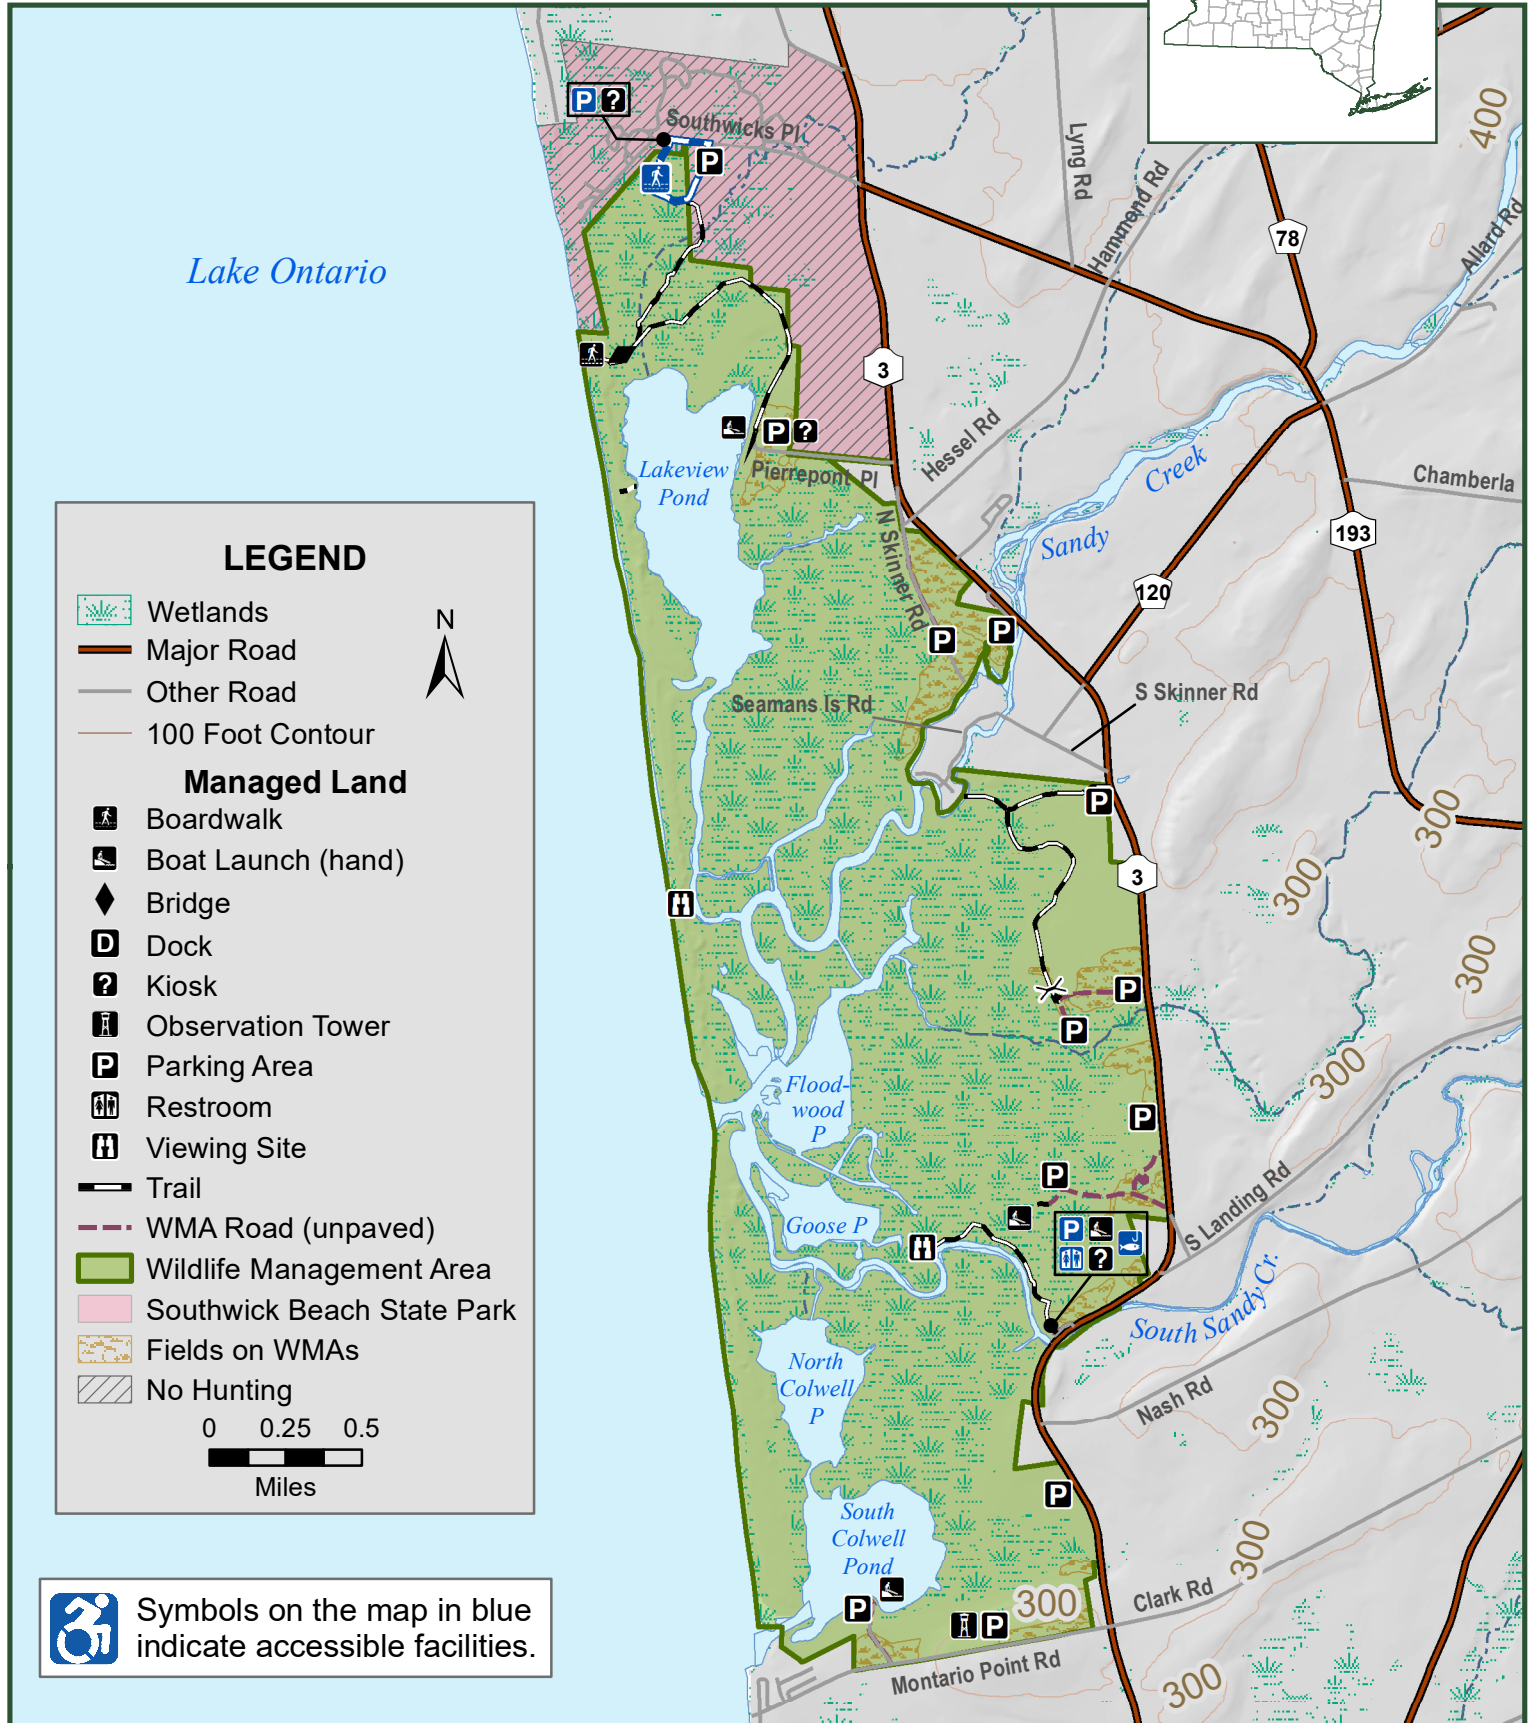 Southwicks Pl
P ?
P
Lyng Rd
Hammond Rd
400
78
Allard Rd
Lake Ontario
3
Hessel Rd
P ?
Lakeview
Pond
Pierrepont Pl
Creek
Sandy
Chamberla
193
120
N Skinner Rd
P
P
Seamans Is Rd
S Skinner Rd
P
3
300
300
300
300
P
P
Flood-
wood
P
P
P
S Landing Rd
Goose P
P
?
South Sandy Cr.
North
Colwell
P
Nash Rd
300
P
South
Colwell
Pond
300
Clark Rd
P
P
300
Montario Point Rd
300
LEGEND
Wetlands
N
Major Road
Other Road
100 Foot Contour
Managed Land
Boardwalk
Boat Launch (hand)
Bridge
D Dock
? Kiosk
Observation Tower
P Parking Area
Restroom
Viewing Site
Trail
WMA Road (unpaved)
Wildlife Management Area
Southwick Beach State Park
Fields on WMAs
No Hunting
0 0.25 0.5
Miles
Symbols on the map in blue
indicate accessible facilities.